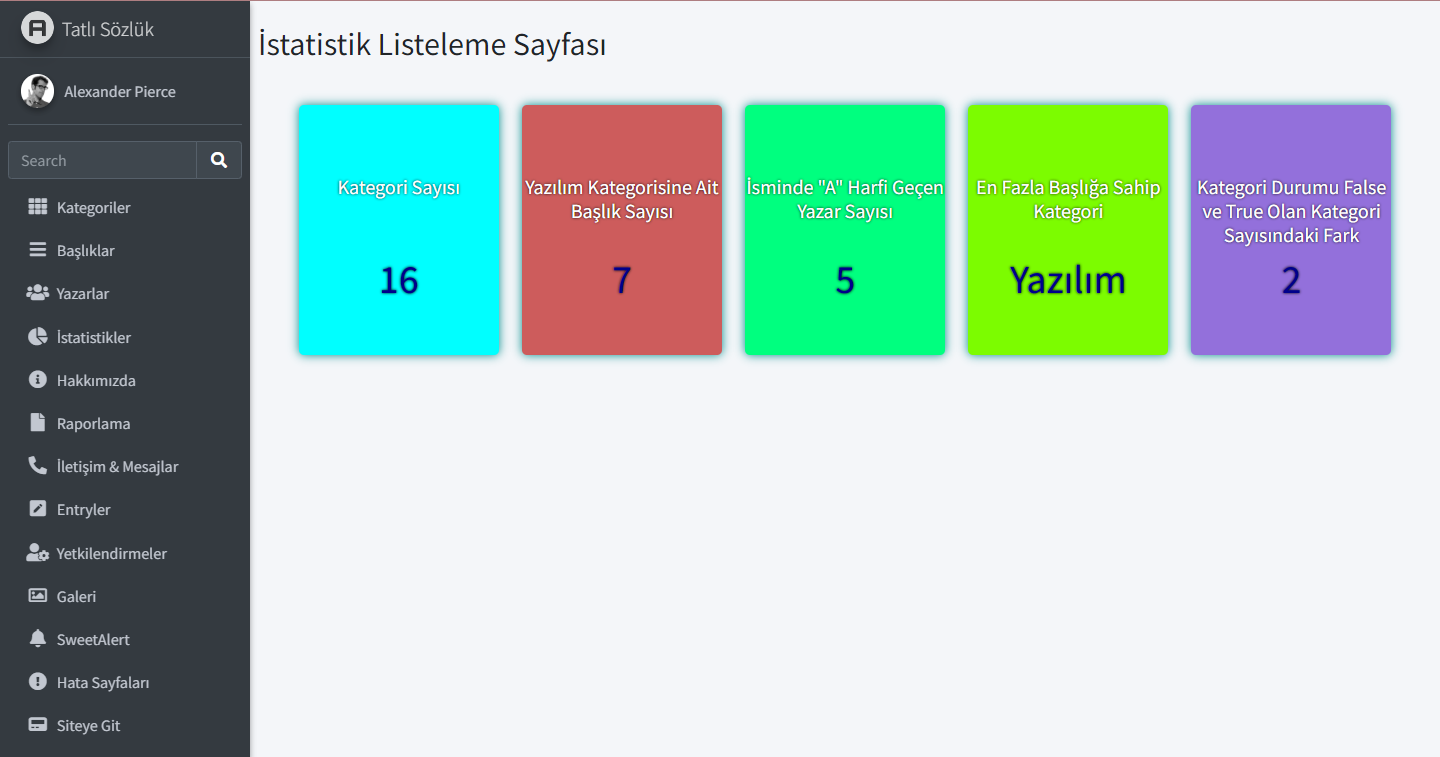 Tatlı Sözlük
Alexander Pierce
Search
Kategoriler
Başlıklar
Yazarlar
İstatistikler
Hakkımızda
Raporlama
İletişim & Mesajlar
Entryler
Yetkilendirmeler
Galeri
SweetAlert
Hata Sayfaları
Siteye Git
İstatistik Listeleme Sayfası
Kategori Sayısı
16
Yazılım Kategorisine Ait
Başlık Sayısı
7
İsminde "A" Harfi Geçen
Yazar Sayısı
5
En Fazla Başlığa Sahip
Kategori
Yazılım
Kategori Durumu False
ve True Olan Kategori
Sayısındaki Fark
2